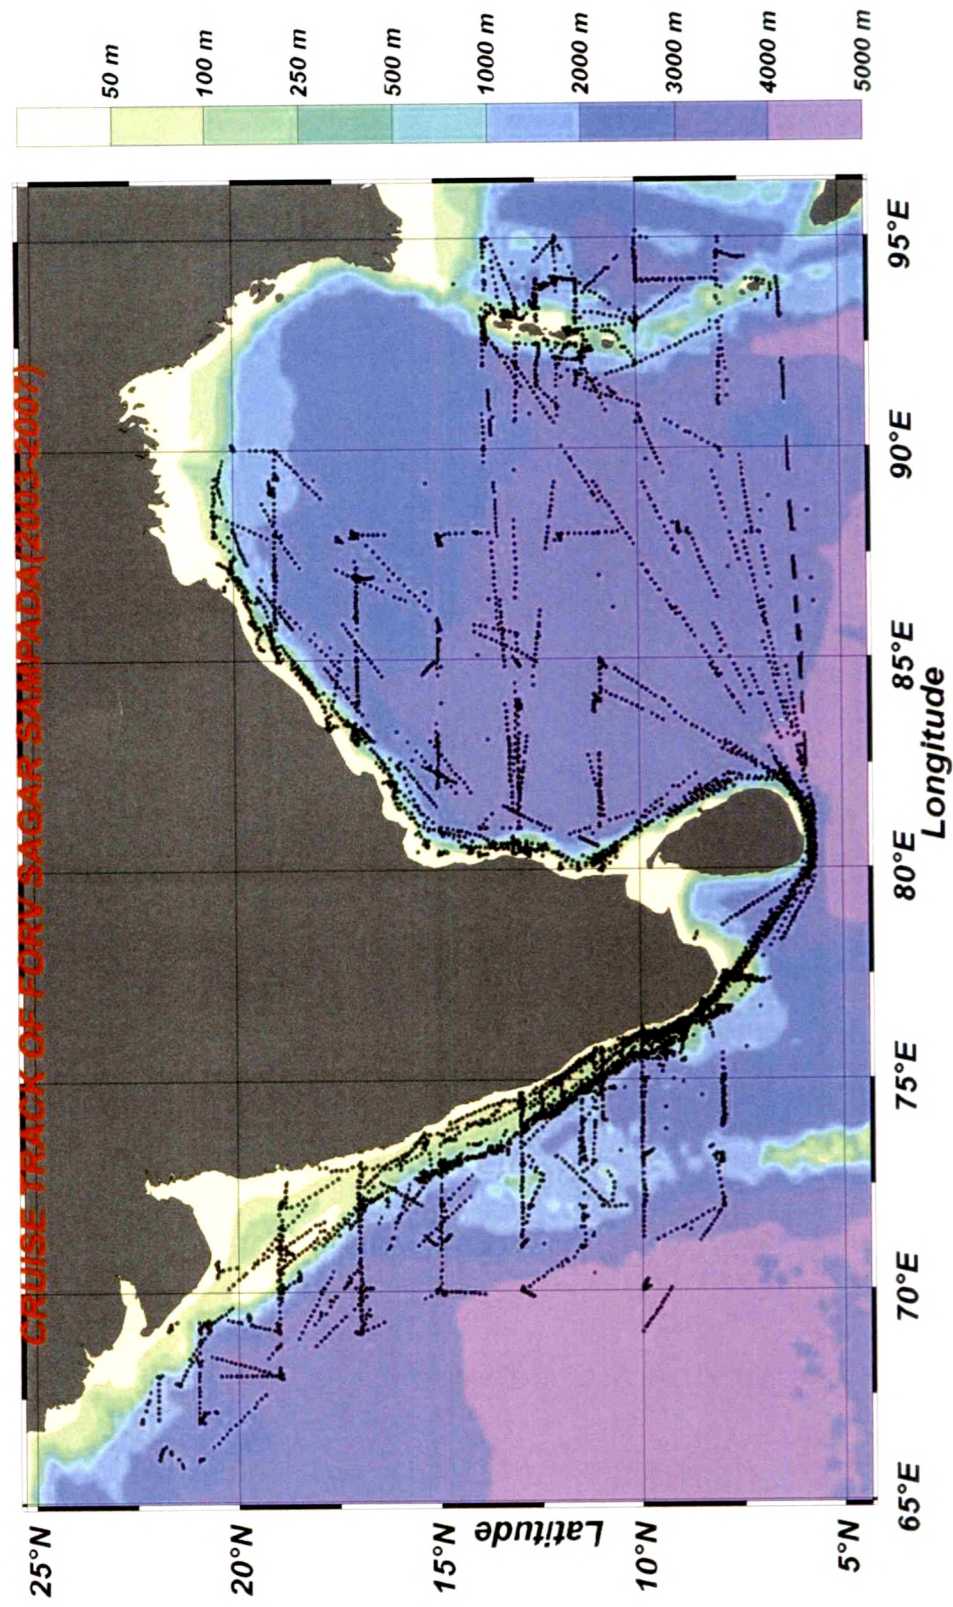 CRUISE TRACK OF FORV SAGAR SAMPADA(2003-2007)
25°N
20°N
15°N
10°N
5°N
Latitude
65°E
70°E
75°E
80°E
85°E
90°E
95°E
Longitude
50 m
100 m
250 m
500 m
1000 m
2000 m
3000 m
4000 m
5000 m